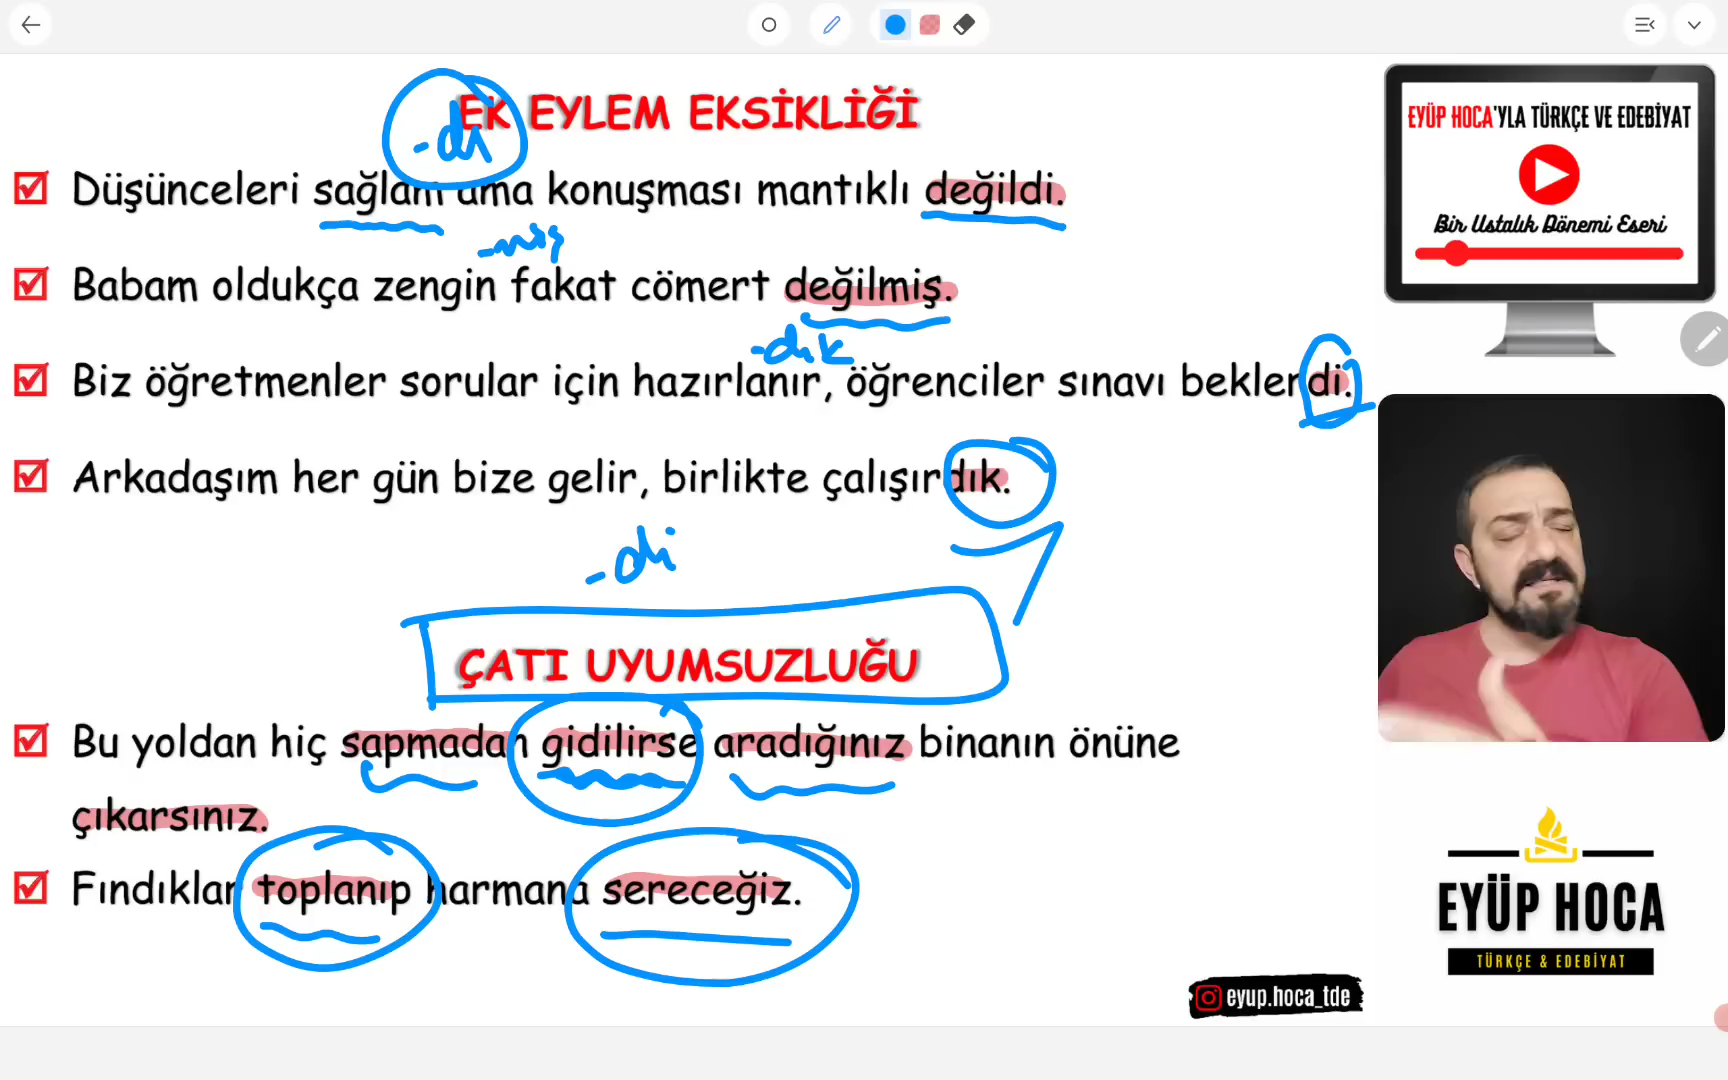 EK EYLEM EKSİKLİĞİ
-di
Düşünceleri sağlam ama konuşması mantıklı değildi.
-miş
Babam oldukça zengin fakat cömert değilmiş.
-dık
Biz öğretmenler sorular için hazırlanır, öğrenciler sınavı beklerdi.
Arkadaşım her gün bize gelir, birlikte çalışırdık.
-di
ÇATI UYUMSUZLUĞU
Bu yoldan hiç sapmadan gidilirse aradığınız binanın önüne
çıkarsınız.
Fındıklar toplanıp harmana sereceğiz.
EYÜP HOCA'YLA TÜRKÇE VE EDEBİYAT
Bir Ustalık Dönemi Eseri
EYÜP HOCA
TÜRKÇE & EDEBİYAT
eyup.hoca_tde